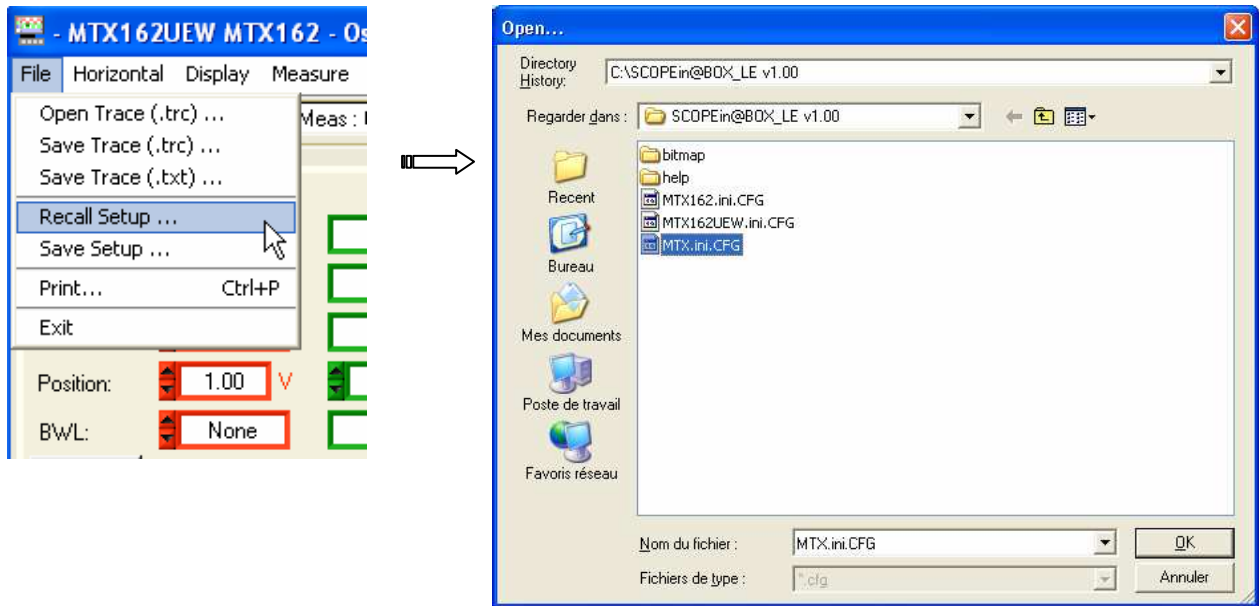 - MTX162UEW MTX162 - Os
File Horizontal Display Measure
Open Trace (.trc) ...
Save Trace (.trc) ...
Save Trace (.txt) ...
Recall Setup ...
Save Setup ...
Print... Ctrl+P
Exit
Meas :
Position: 1.00 V
BWL: None
Open...
Directory
History: C:\SCOPEin@BOX_LE v1.00
Regarder dans : SCOPEin@BOX_LE v1.00
Recent
Bureau
Mes documents
Poste de travail
Favoris réseau
bitmap
help
MTX162.ini.CFG
MTX162UEW.ini.CFG
MTX.ini.CFG
Nom du fichier : MTX.ini.CFG OK
Fichiers de type : *.cfg Annuler